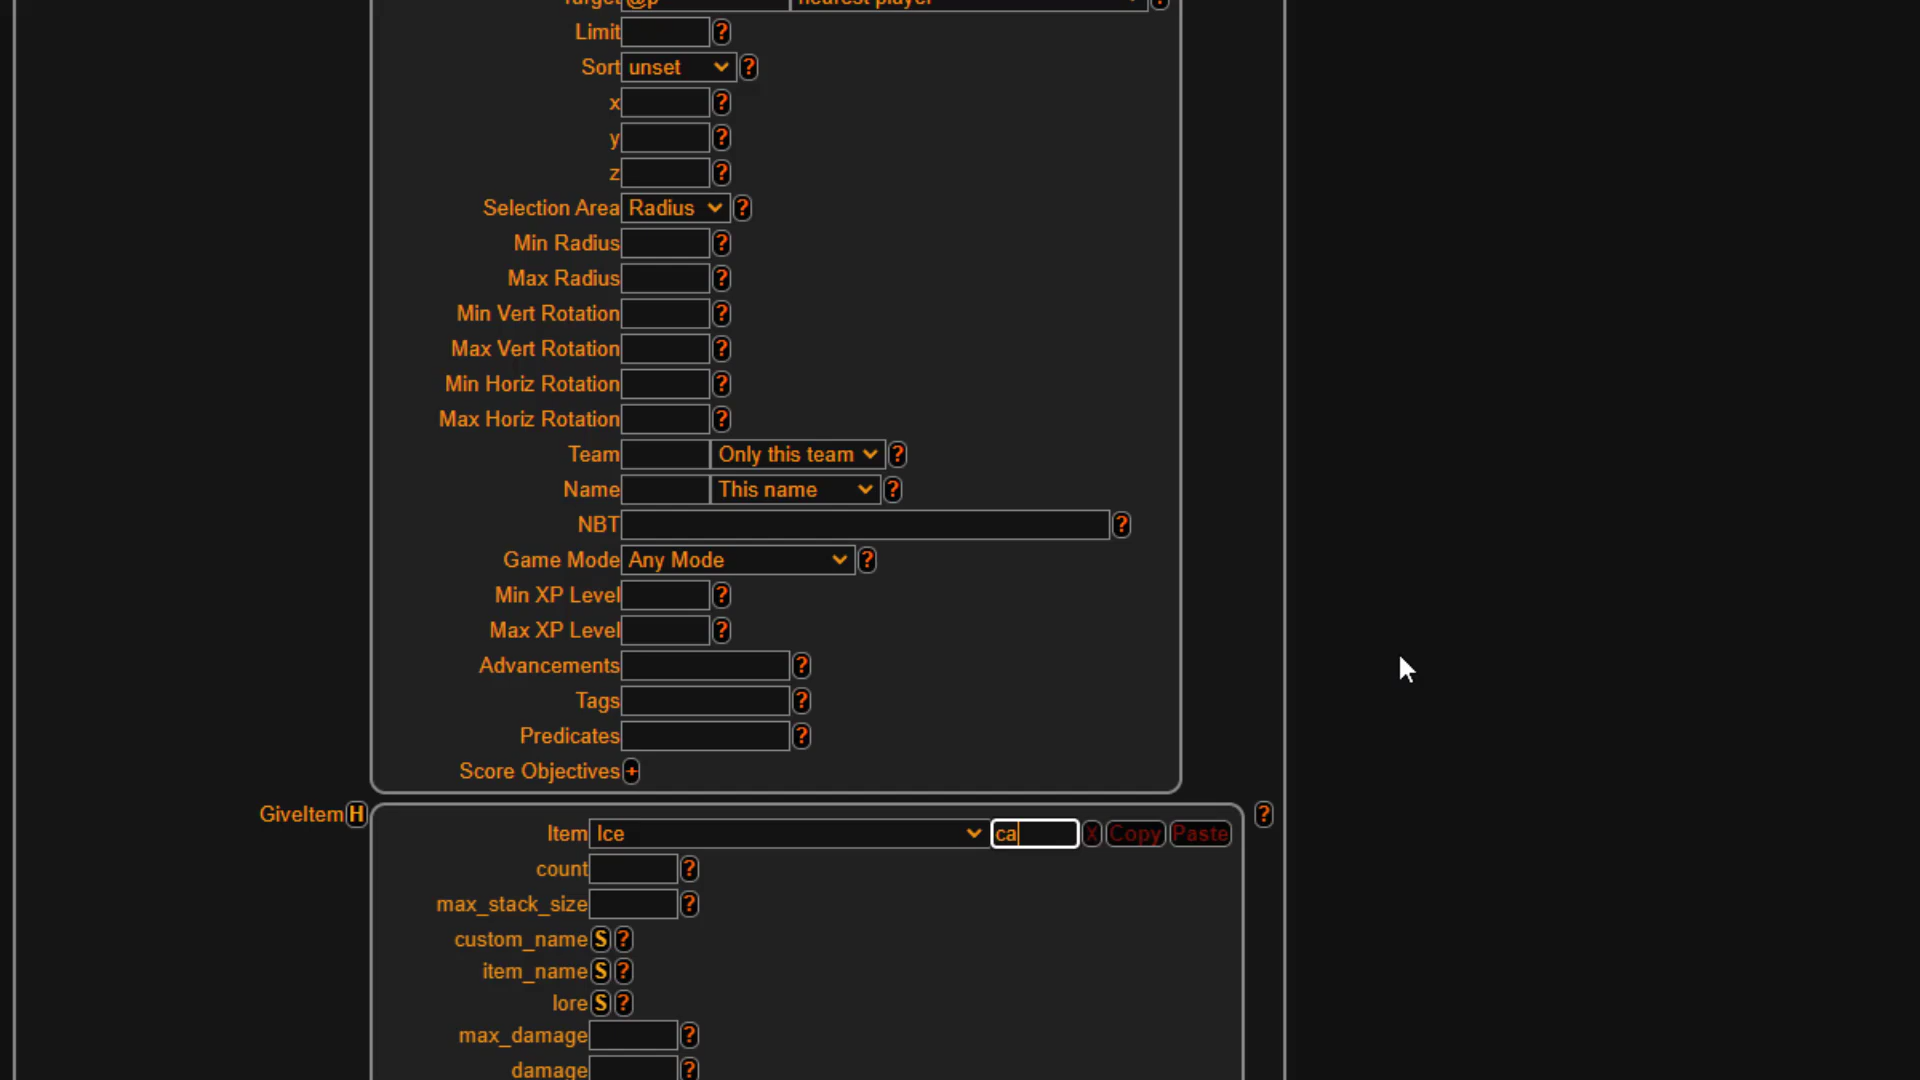 Target @p nearest player ?
Limit ?
Sort unset ?
x ?
y ?
z ?
Selection Area Radius ?
Min Radius ?
Max Radius ?
Min Vert Rotation ?
Max Vert Rotation ?
Min Horiz Rotation ?
Max Horiz Rotation ?
Team Only this team ?
Name This name ?
NBT ?
Game Mode Any Mode ?
Min XP Level ?
Max XP Level ?
Advancements ?
Tags ?
Predicates ?
Score Objectives +
GiveItem H ?
Item Ice ca X Copy Paste
count ?
max_stack_size ?
custom_name S ?
item_name S ?
lore S ?
max_damage ?
damage ?